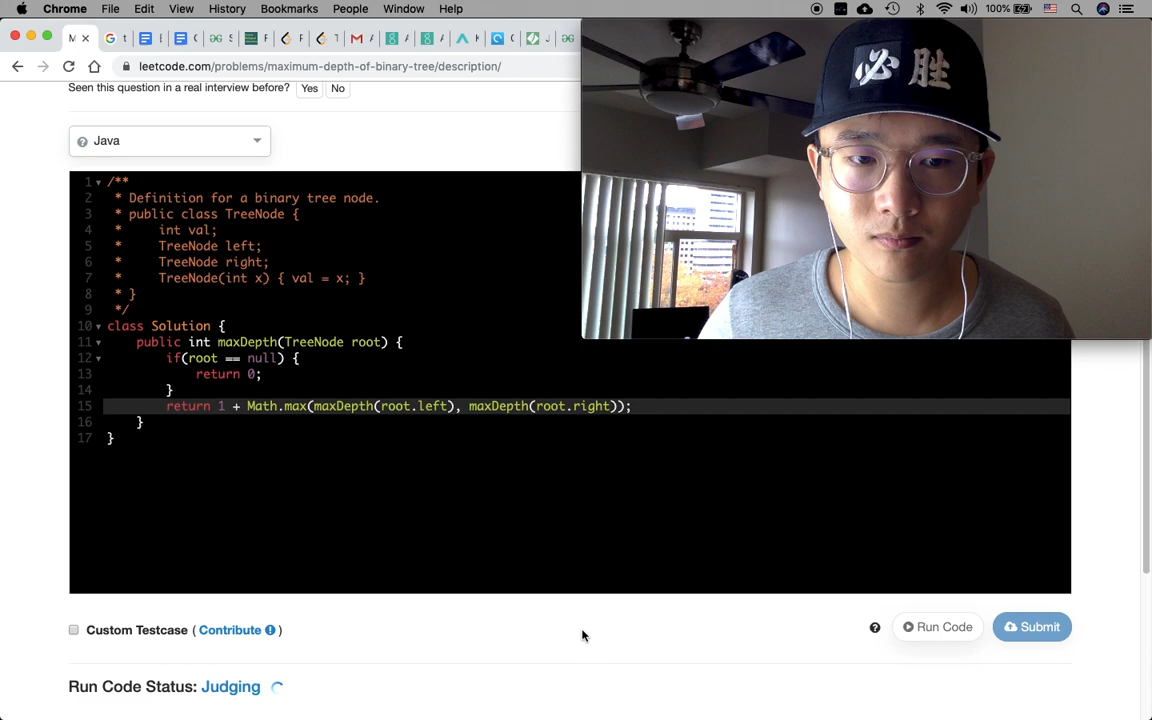 Chrome File Edit View History Bookmarks People Window Help 100%
leetcode.com/problems/maximum-depth-of-binary-tree/description/
Seen this question in a real interview before? Yes No
必胜
Java
1 /**
2 * Definition for a binary tree node.
3 * public class TreeNode {
4 *     int val;
5 *     TreeNode left;
6 *     TreeNode right;
7 *     TreeNode(int x) { val = x; }
8 * }
9 */
10 class Solution {
11     public int maxDepth(TreeNode root) {
12         if(root == null) {
13             return 0;
14         }
15         return 1 + Math.max(maxDepth(root.left), maxDepth(root.right));
16     }
17 }
Custom Testcase ( Contribute ) Run Code Submit
Run Code Status: Judging